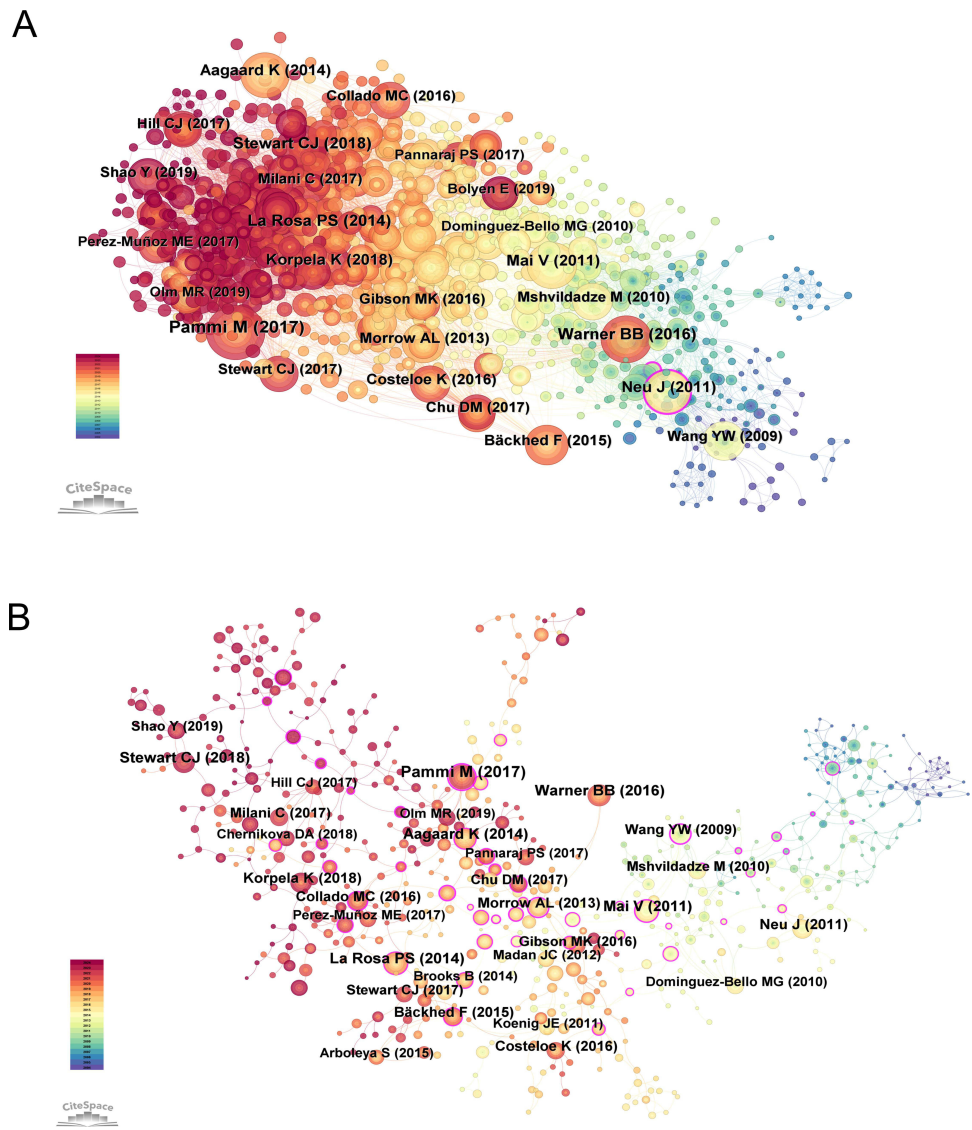 A
Aagaard K (2014)
Collado MC (2016)
Hill CJ (2017)
Stewart CJ (2018)
Pannaraj PS (2017)
Shao Y (2019)
Milani C (2017)
Bolyen E (2019)
La Rosa PS (2014)
Dominguez-Bello MG (2010)
Perez-Muñoz ME (2017)
Korpela K (2018)
Mai V (2011)
Olm MR (2019)
Gibson MK (2016)
Mshvildadze M (2010)
Pammi M (2017)
Morrow AL (2013)
Warner BB (2016)
Stewart CJ (2017)
Costeloe K (2016)
Neu J (2011)
Chu DM (2017)
Bäckhed F (2015)
Wang YW (2009)
CiteSpace
B
Shao Y (2019)
Stewart CJ (2018)
Pammi M (2017)
Hill CJ (2017)
Warner BB (2016)
Milani C (2017)
Olm MR (2019)
Chernikova DA (2018)
Aagaard K (2014)
Wang YW (2009)
Pannaraj PS (2017)
Mshvildadze M (2010)
Korpela K (2018)
Chu DM (2017)
Collado MC (2016)
Morrow AL (2013)
Mai V (2011)
Perez-Muñoz ME (2017)
Neu J (2011)
Gibson MK (2016)
Madan JC (2012)
La Rosa PS (2014)
Brooks B (2014)
Dominguez-Bello MG (2010)
Stewart CJ (2017)
Bäckhed F (2015)
Koenig JE (2011)
Costeloe K (2016)
Arboleya S (2015)
CiteSpace